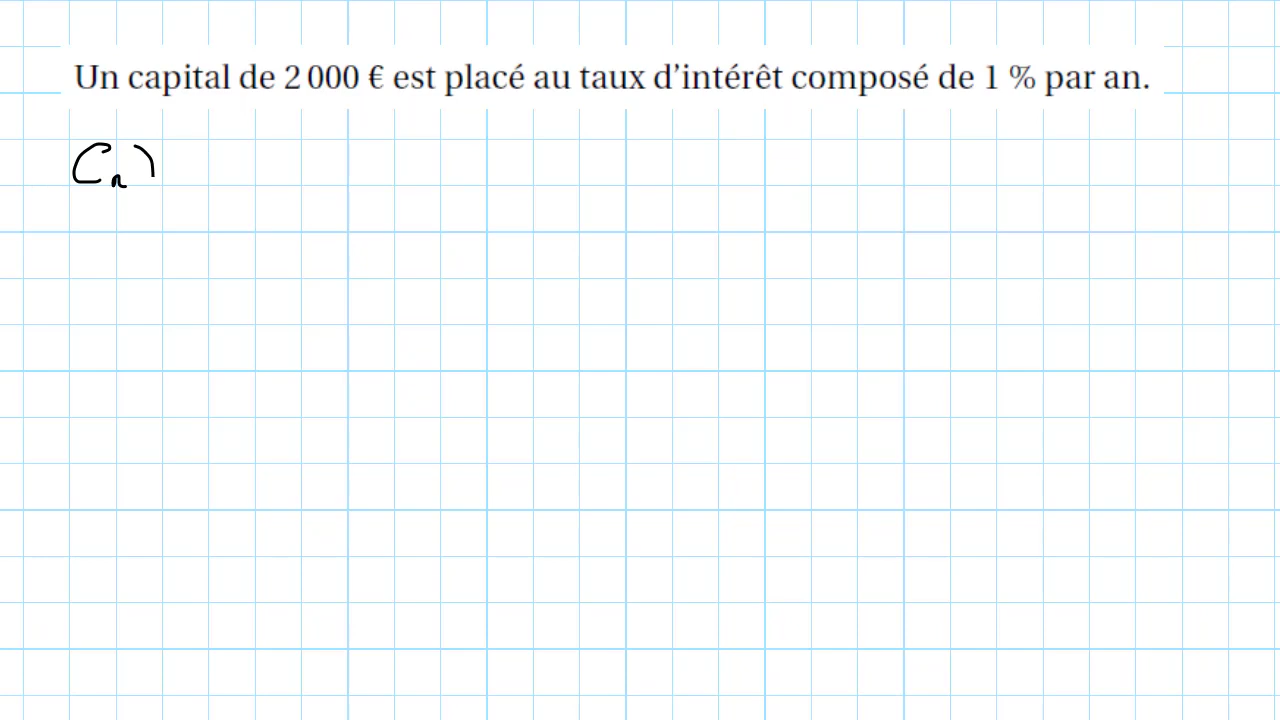 Un capital de 2 000 € est placé au taux d’intérêt composé de 1 % par an.
(Cn)